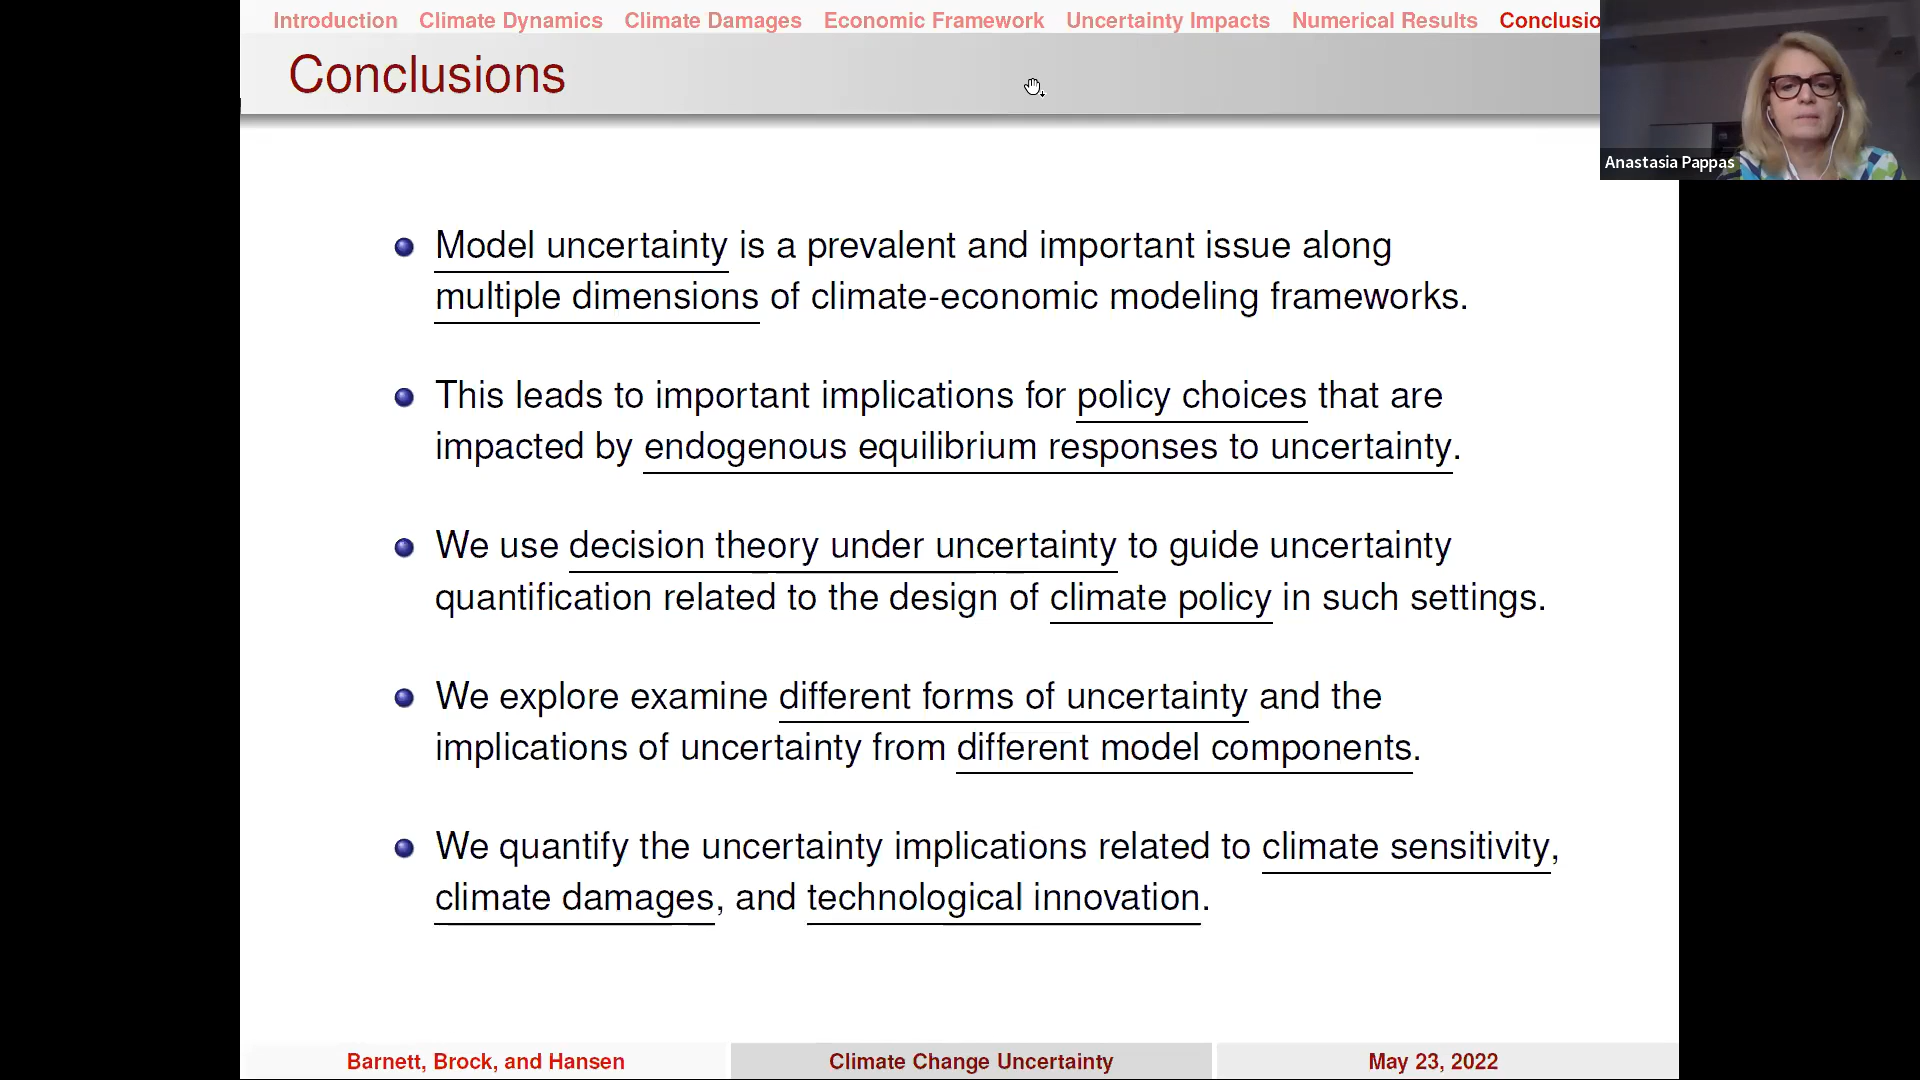 Introduction Climate Dynamics Climate Damages Economic Framework Uncertainty Impacts Numerical Results Conclusio
Conclusions
Anastasia Pappas
Model uncertainty is a prevalent and important issue along
multiple dimensions of climate-economic modeling frameworks.
This leads to important implications for policy choices that are
impacted by endogenous equilibrium responses to uncertainty.
We use decision theory under uncertainty to guide uncertainty
quantification related to the design of climate policy in such settings.
We explore examine different forms of uncertainty and the
implications of uncertainty from different model components.
We quantify the uncertainty implications related to climate sensitivity,
climate damages, and technological innovation.
Barnett, Brock, and Hansen Climate Change Uncertainty May 23, 2022